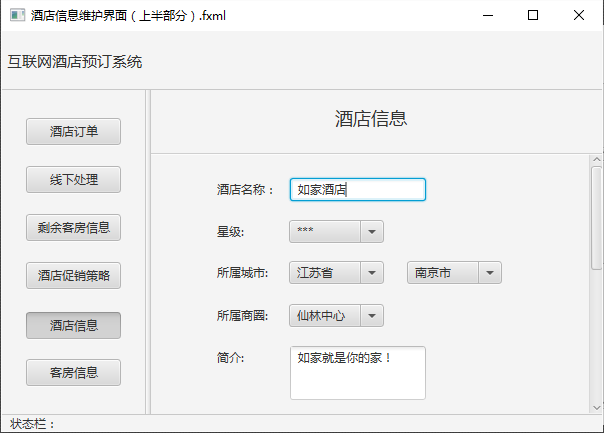 酒店信息维护界面（上半部分）.fxml
互联网酒店预订系统
酒店订单
线下处理
剩余客房信息
酒店促销策略
酒店信息
客房信息
酒店信息
酒店名称： 如家酒店
星级: ***
所属城市: 江苏省 南京市
所属商圈: 仙林中心
简介: 如家就是你的家！
状态栏：